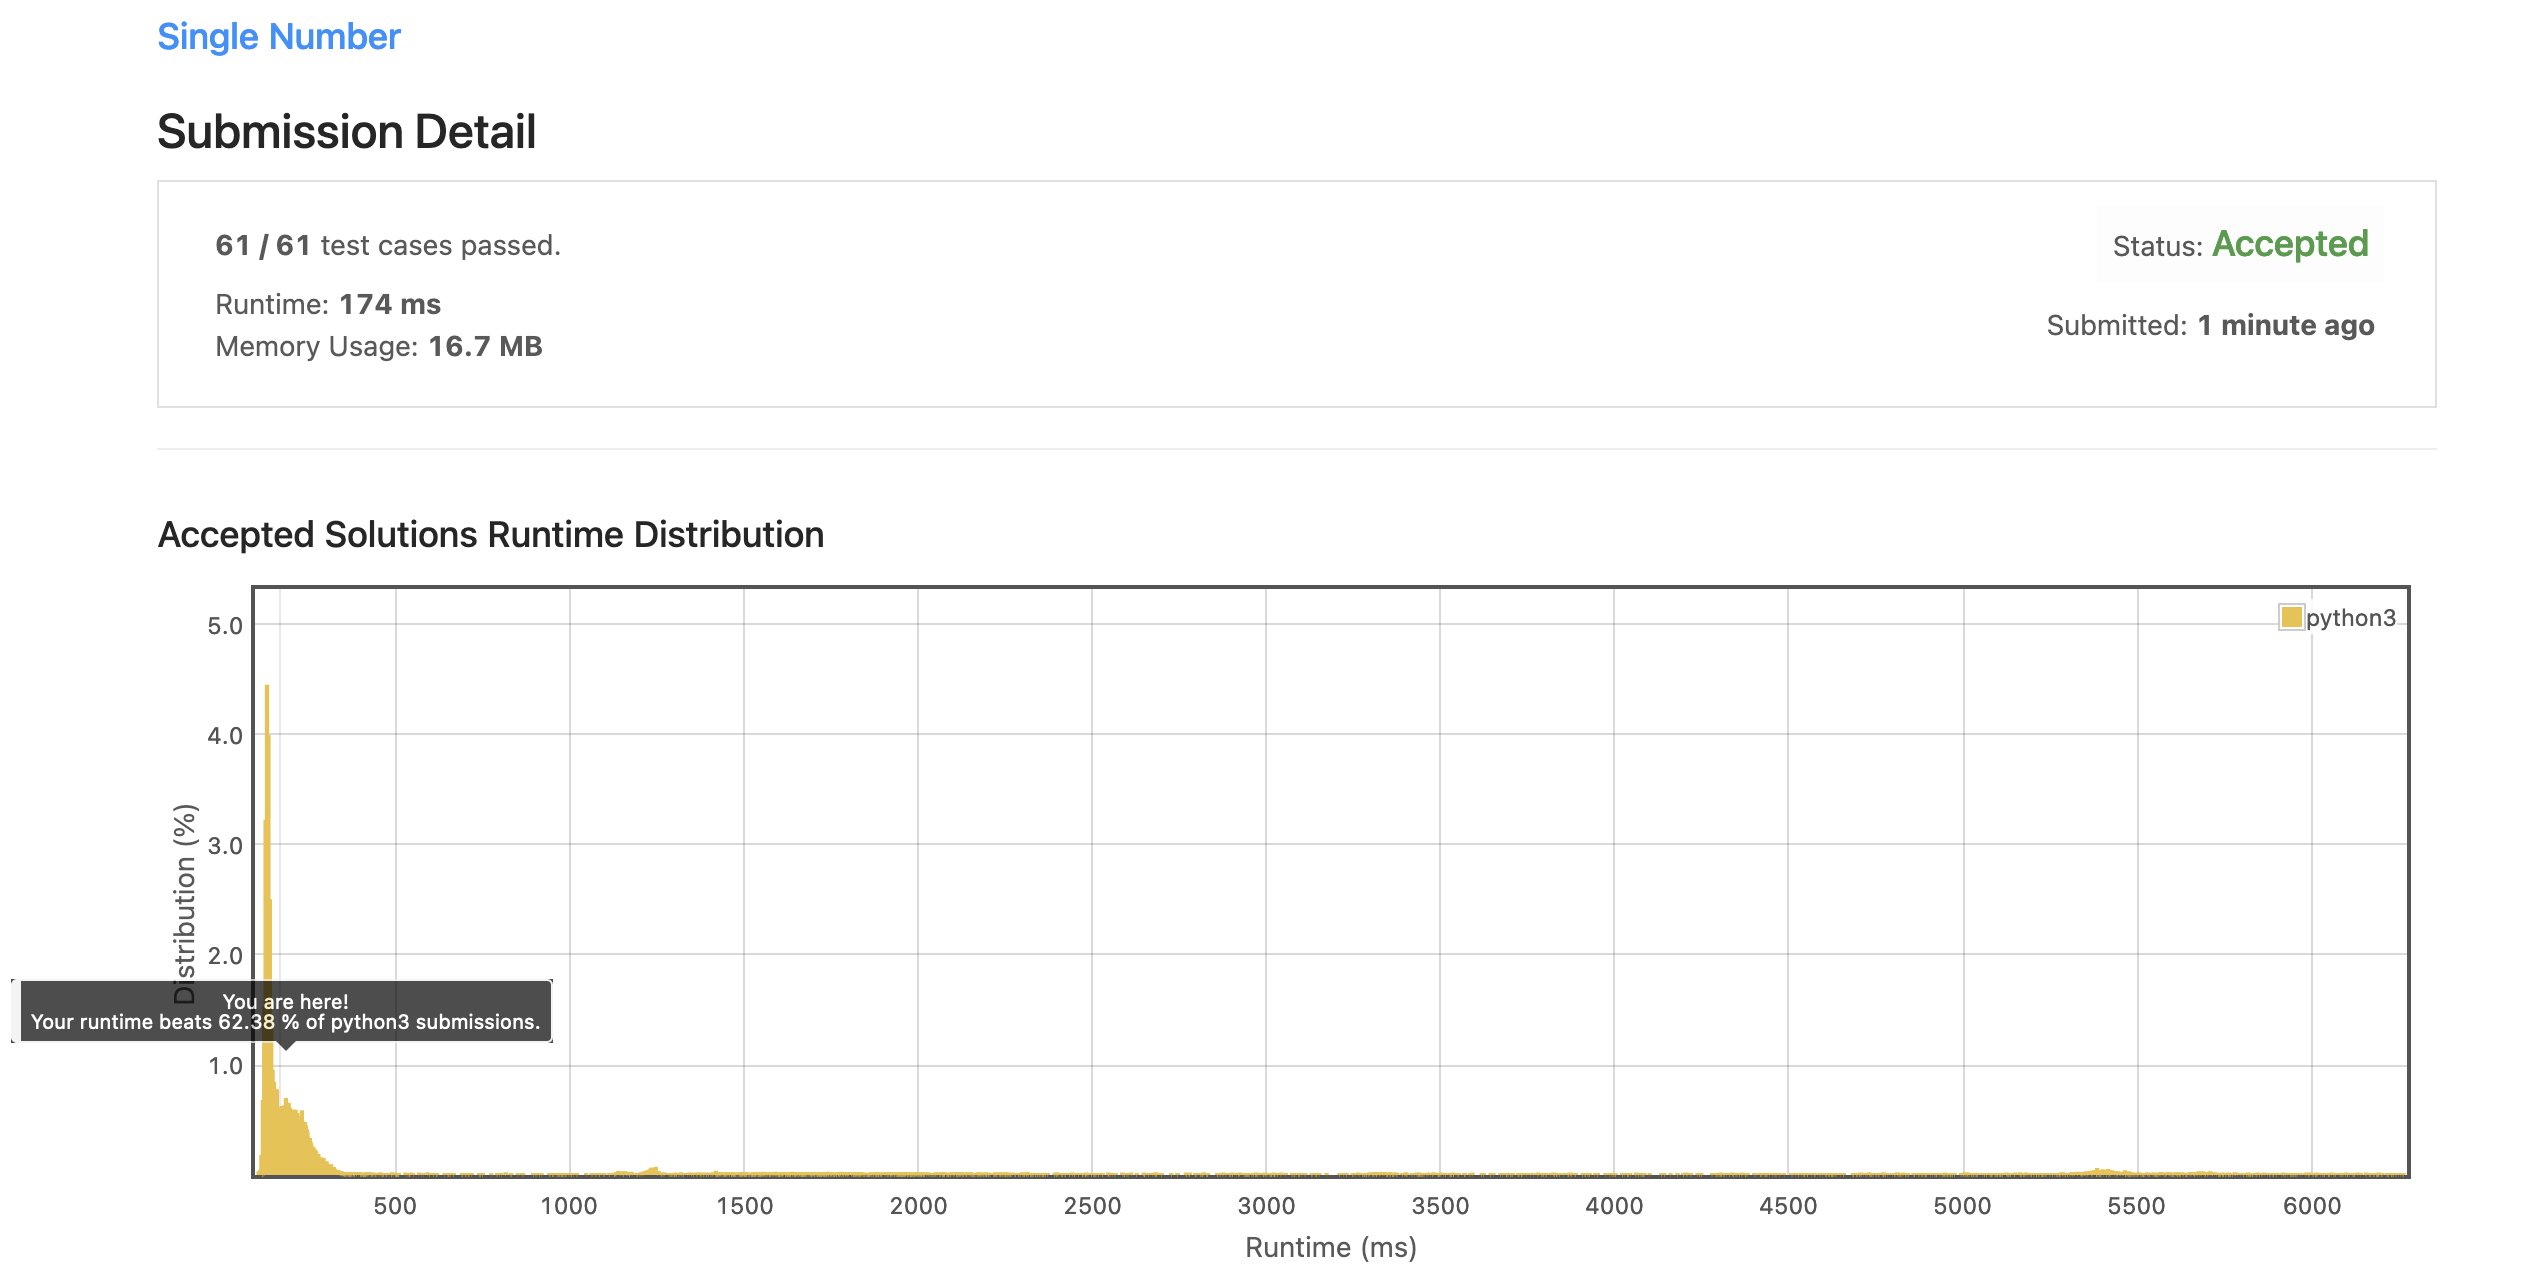 Single Number
Submission Detail
61 / 61 test cases passed.
Status: Accepted
Runtime: 174 ms
Submitted: 1 minute ago
Memory Usage: 16.7 MB
Accepted Solutions Runtime Distribution
python3
5.0
4.0
3.0
2.0
1.0
Distribution (%)
You are here!
Your runtime beats 62.38 % of python3 submissions.
500 1000 1500 2000 2500 3000 3500 4000 4500 5000 5500 6000
Runtime (ms)